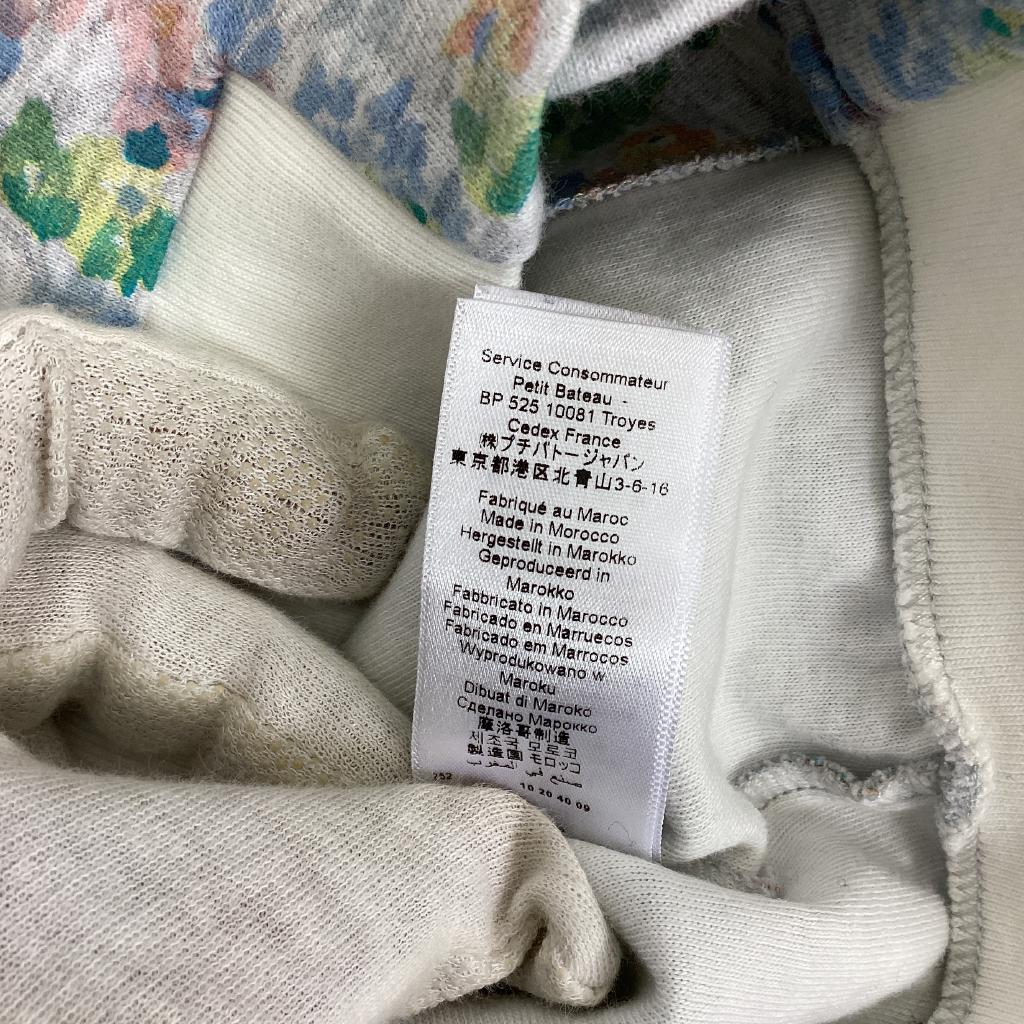 Service Consommateur
Petit Bateau -
BP 525 10081 Troyes
Cedex France
㈱プチバトージャパン
東京都港区北青山3-6-16
Fabriqué au Maroc
Made in Morocco
Hergestellt in Marokko
Geproduceerd in
Marokko
Fabbricato in Marocco
Fabricado en Marruecos
Fabricado em Marrocos
Wyprodukowano w
Maroku
Dibuat di Maroko
Сделано Марокко
摩洛哥制造
제조국 모로코
製造國 モロッコ
صنع في المغرب
752
10 20 40 09